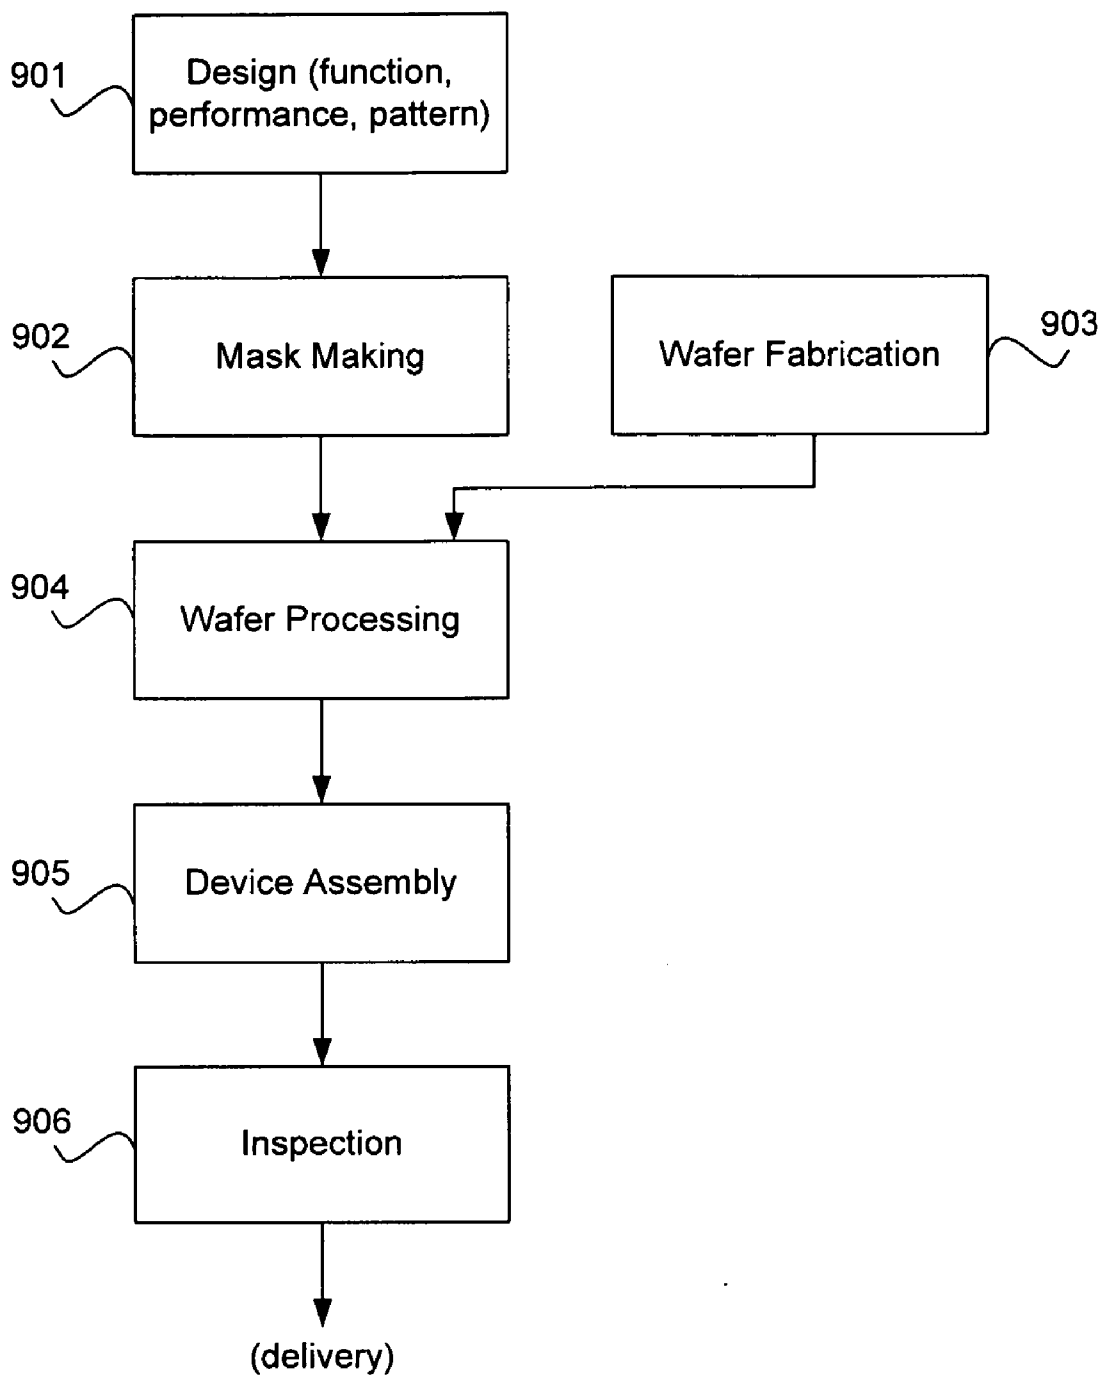 901
Design (function,
performance, pattern)
902
Mask Making
Wafer Fabrication
903
904
Wafer Processing
905
Device Assembly
906
Inspection
(delivery)